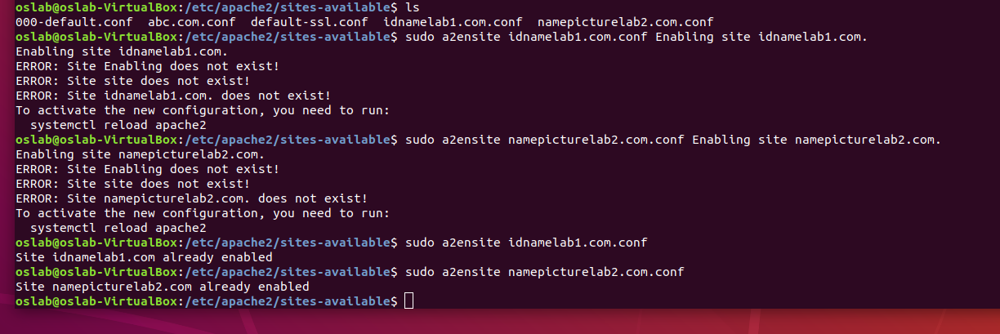 oslab@oslab-VirtualBox:/etc/apache2/sites-available$ ls
000-default.conf  abc.com.conf  default-ssl.conf  idnamelab1.com.conf  namepicturelab2.com.conf
oslab@oslab-VirtualBox:/etc/apache2/sites-available$ sudo a2ensite idnamelab1.com.conf Enabling site idnamelab1.com.
Enabling site idnamelab1.com.
ERROR: Site Enabling does not exist!
ERROR: Site site does not exist!
ERROR: Site idnamelab1.com. does not exist!
To activate the new configuration, you need to run:
  systemctl reload apache2
oslab@oslab-VirtualBox:/etc/apache2/sites-available$ sudo a2ensite namepicturelab2.com.conf Enabling site namepicturelab2.com.
Enabling site namepicturelab2.com.
ERROR: Site Enabling does not exist!
ERROR: Site site does not exist!
ERROR: Site namepicturelab2.com. does not exist!
To activate the new configuration, you need to run:
  systemctl reload apache2
oslab@oslab-VirtualBox:/etc/apache2/sites-available$ sudo a2ensite idnamelab1.com.conf
Site idnamelab1.com already enabled
oslab@oslab-VirtualBox:/etc/apache2/sites-available$ sudo a2ensite namepicturelab2.com.conf
Site namepicturelab2.com already enabled
oslab@oslab-VirtualBox:/etc/apache2/sites-available$